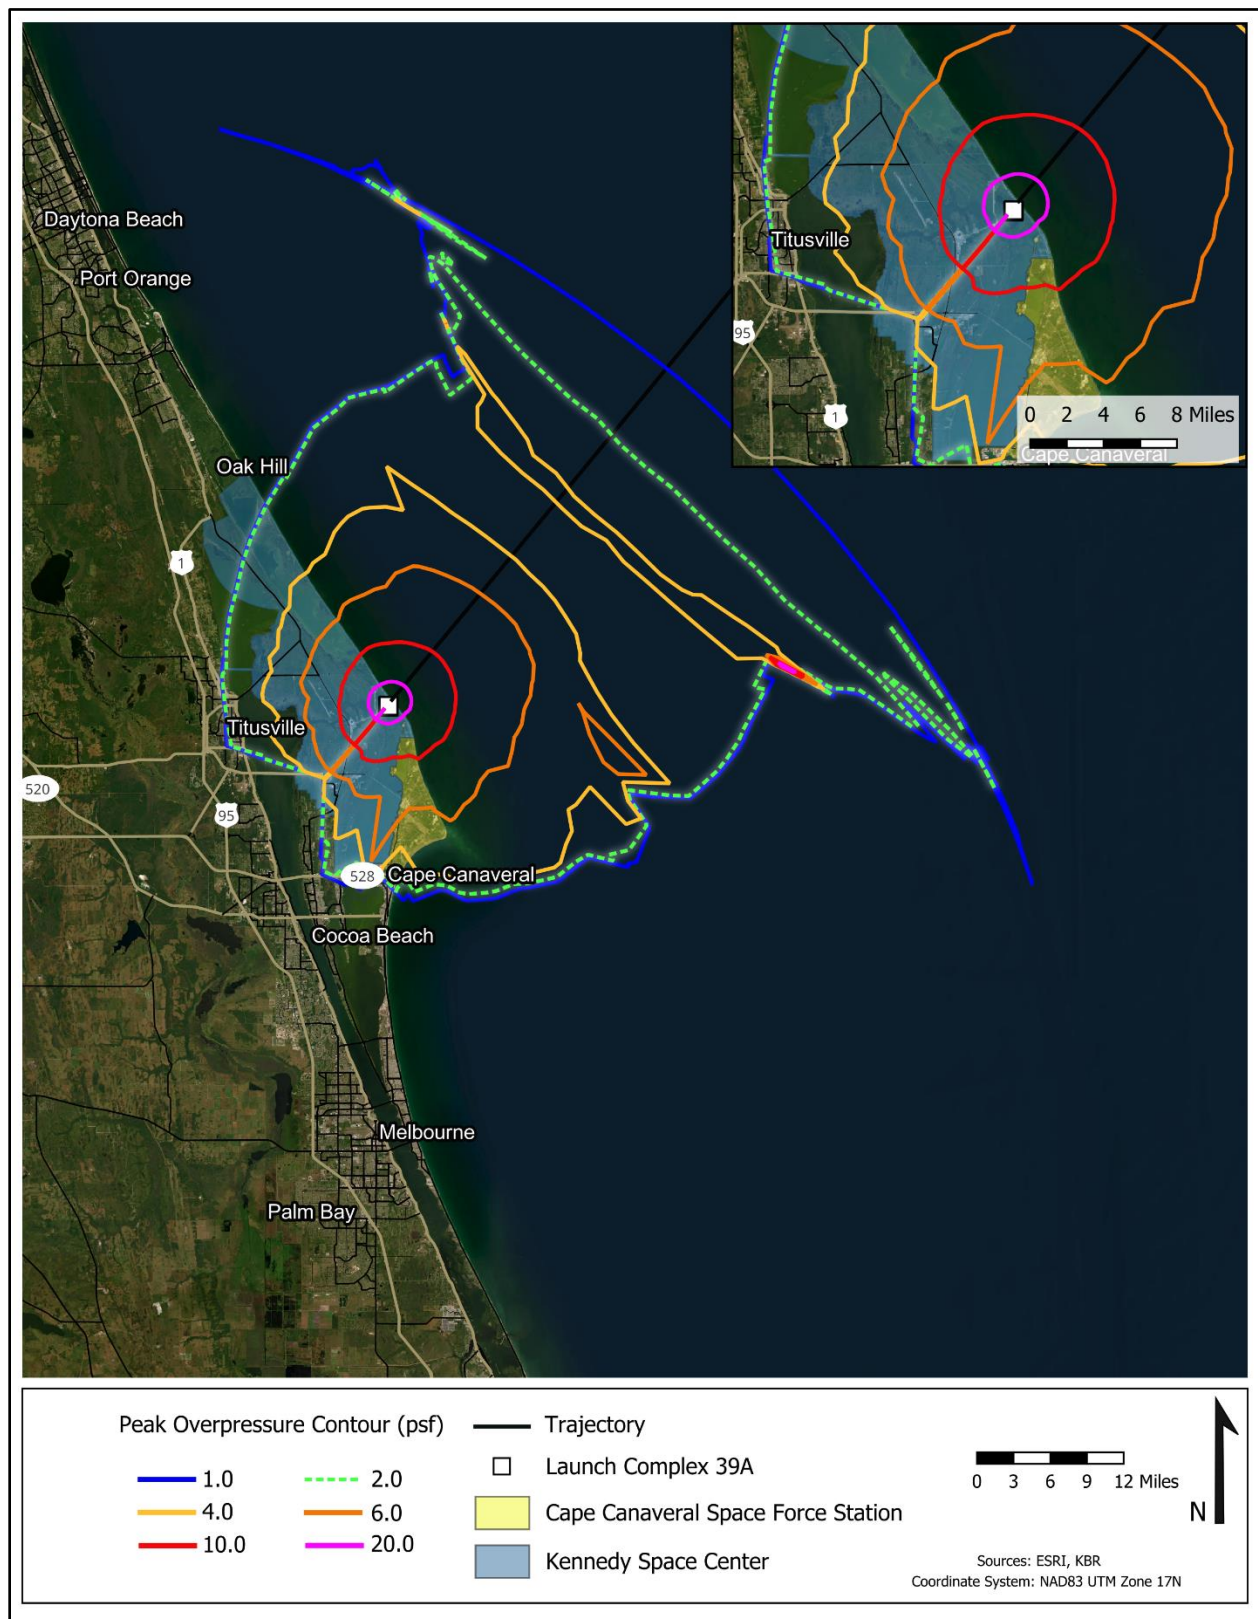 Daytona Beach
Port Orange
Oak Hill
1
Titusville
520
95
528
Cape Canaveral
Cocoa Beach
Melbourne
Palm Bay
Titusville
95
1
0 2 4 6 8 Miles
Cape Canaveral
Peak Overpressure Contour (psf)
1.0
2.0
4.0
6.0
10.0
20.0
Trajectory
Launch Complex 39A
Cape Canaveral Space Force Station
Kennedy Space Center
0 3 6 9 12 Miles
N
Sources: ESRI, KBR
Coordinate System: NAD83 UTM Zone 17N